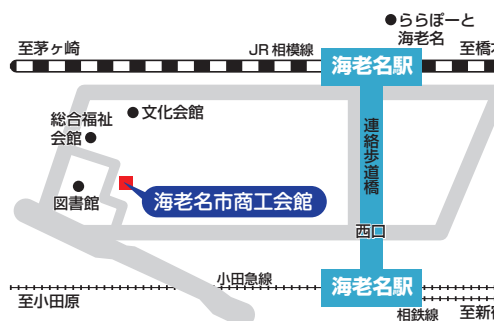 ららぽーと
海老名
至茅ヶ崎
JR 相模線
至橋本
海老名駅
文化会館
総合福祉
会館
連絡歩道橋
図書館
海老名市商工会館
西口
小田急線
海老名駅
至小田原
相鉄線